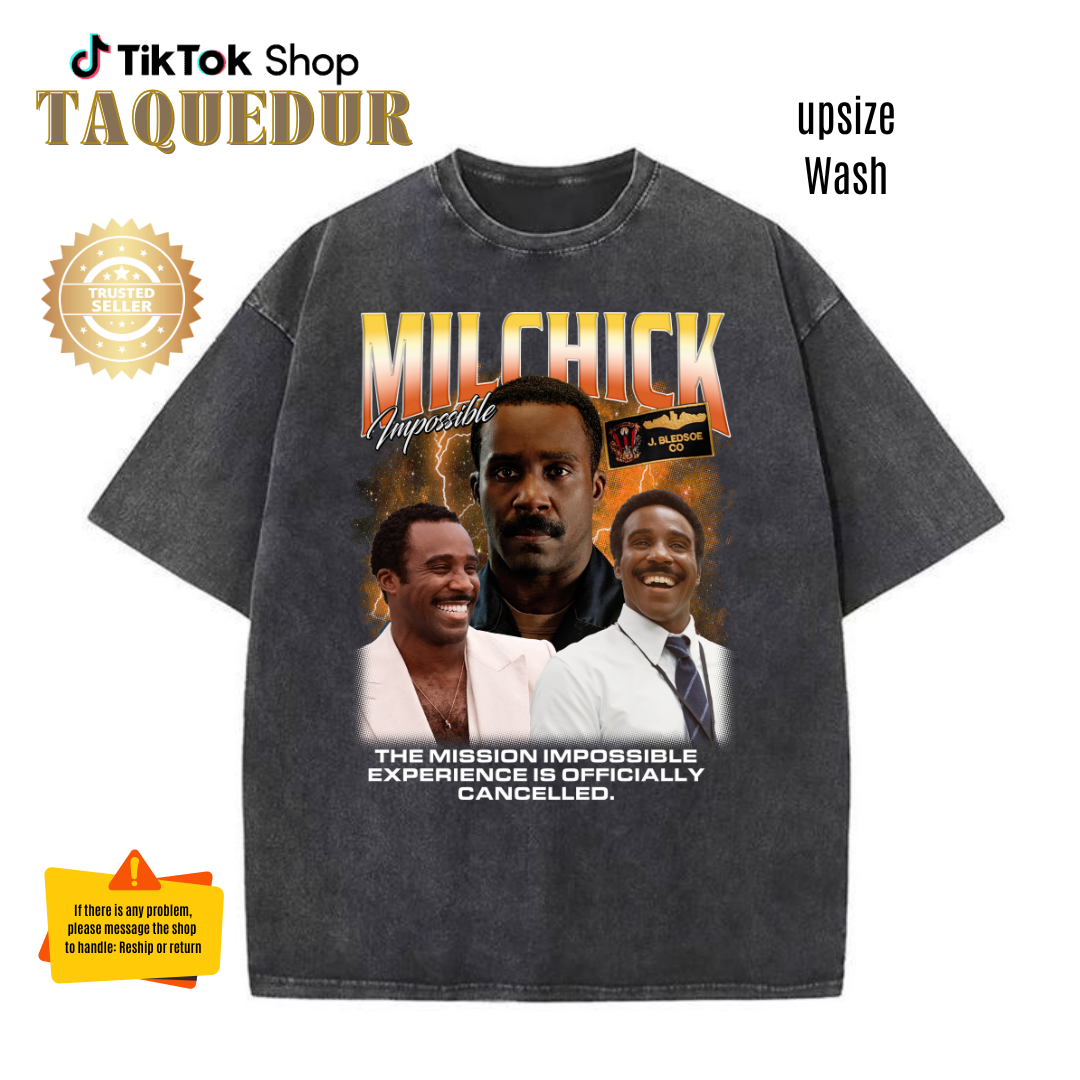 TikTok Shop
TAQUEDUR
upsize
Wash
TRUSTED
SELLER
MILCHICK
Impossible
J. BLEDSOE
CO
THE MISSION IMPOSSIBLE
EXPERIENCE IS OFFICIALLY
CANCELLED.
If there is any problem,
please message the shop
to handle: Reship or return